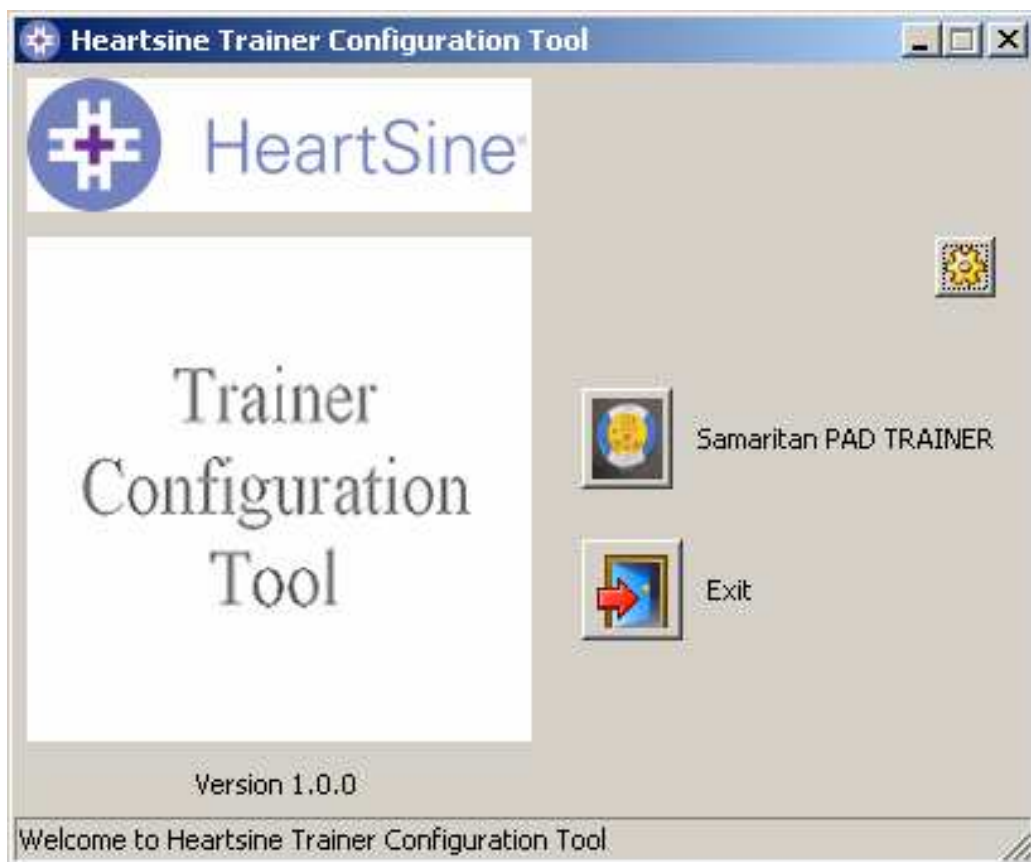 Heartsine Trainer Configuration Tool
HeartSine®
Trainer
Configuration
Tool
Samaritan PAD TRAINER
Exit
Version 1.0.0
Welcome to Heartsine Trainer Configuration Tool